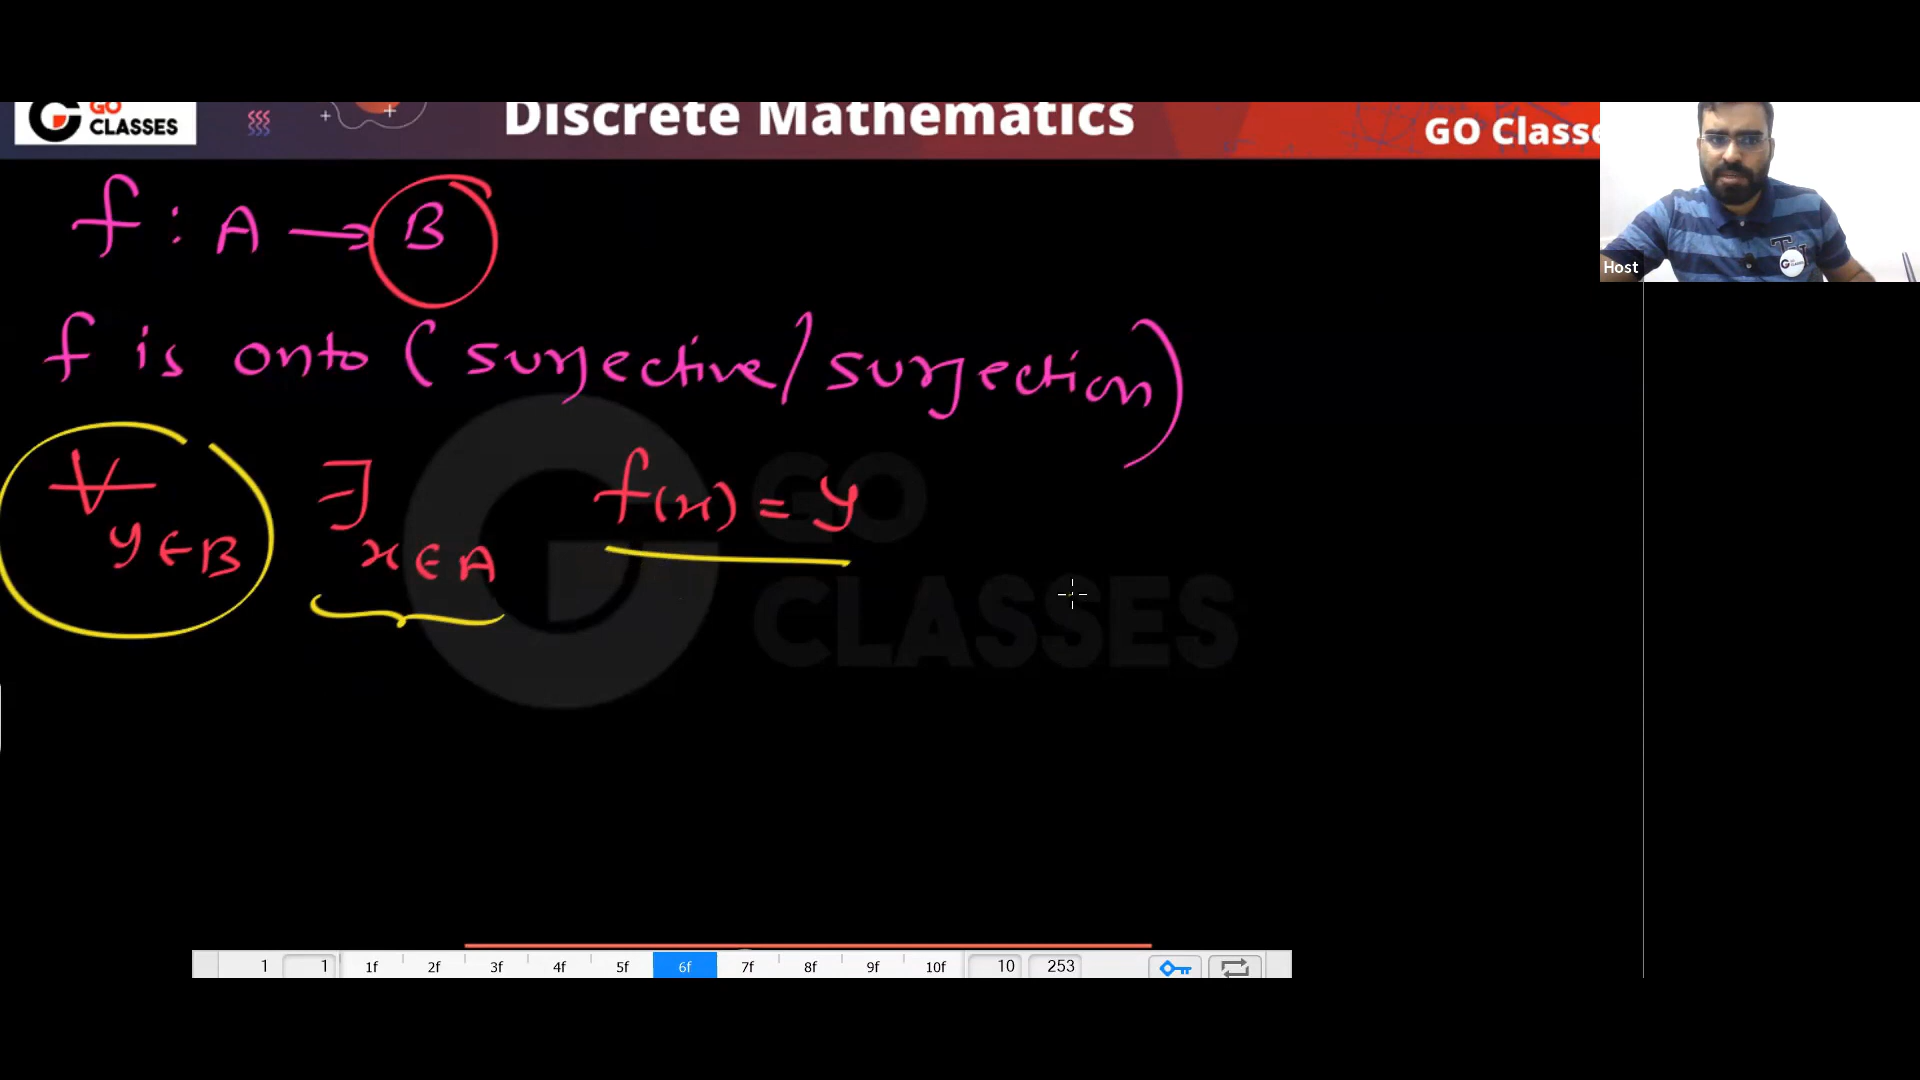 GO
CLASSES
Discrete Mathematics
GO Classe
Host
f : A → B
f is onto (surjective/surjection)
∀ y∈B ∃ x∈A f(x) = y
GO
CLASSES
1 1 1f 2f 3f 4f 5f 6f 7f 8f 9f 10f 10 253